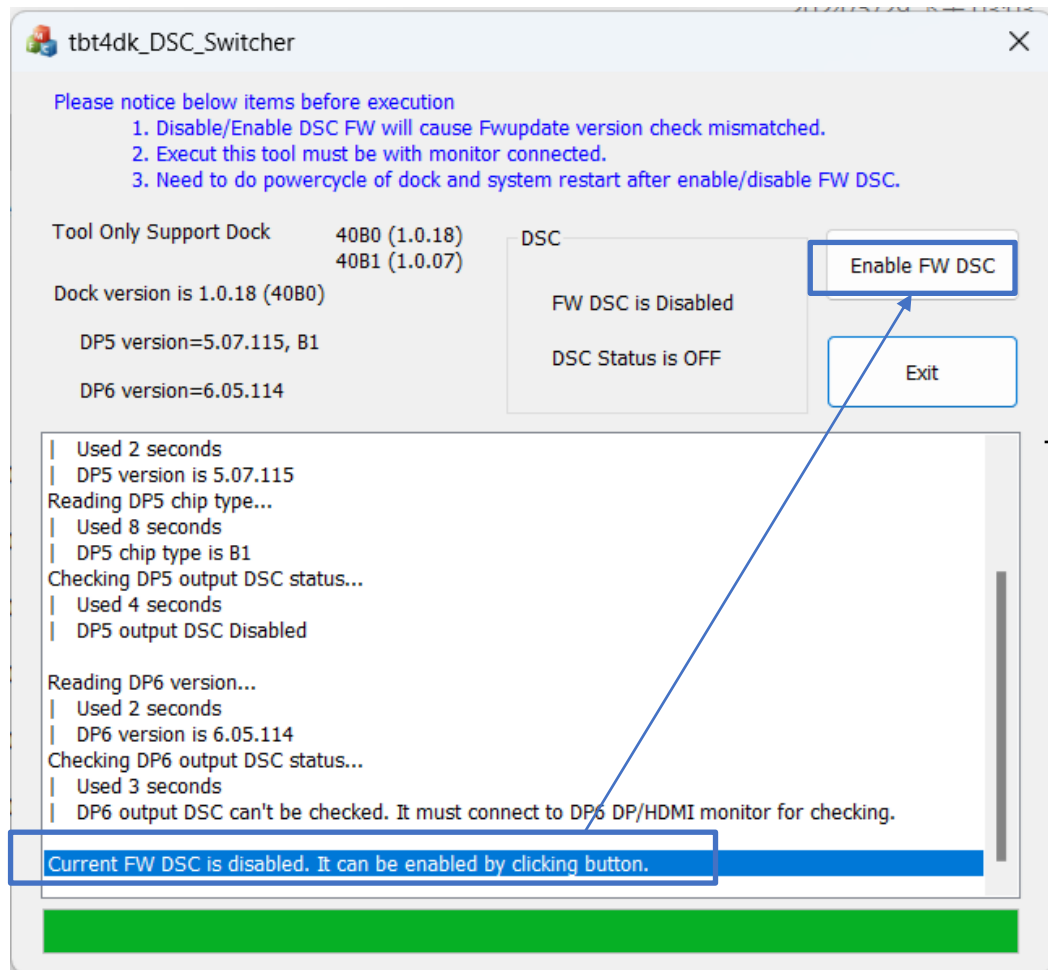 tbt4dk_DSC_Switcher
Please notice below items before execution
1. Disable/Enable DSC FW will cause Fwupdate version check mismatched.
2. Execut this tool must be with monitor connected.
3. Need to do powercycle of dock and system restart after enable/disable FW DSC.
Tool Only Support Dock
40B0 (1.0.18)
40B1 (1.0.07)
Dock version is 1.0.18 (40B0)
DP5 version=5.07.115, B1
DP6 version=6.05.114
DSC
FW DSC is Disabled
DSC Status is OFF
Enable FW DSC
Exit
|   Used 2 seconds
|   DP5 version is 5.07.115
Reading DP5 chip type...
|   Used 8 seconds
|   DP5 chip type is B1
Checking DP5 output DSC status...
|   Used 4 seconds
|   DP5 output DSC Disabled
Reading DP6 version...
|   Used 2 seconds
|   DP6 version is 6.05.114
Checking DP6 output DSC status...
|   Used 3 seconds
|   DP6 output DSC can't be checked. It must connect to DP6 DP/HDMI monitor for checking.
Current FW DSC is disabled. It can be enabled by clicking button.